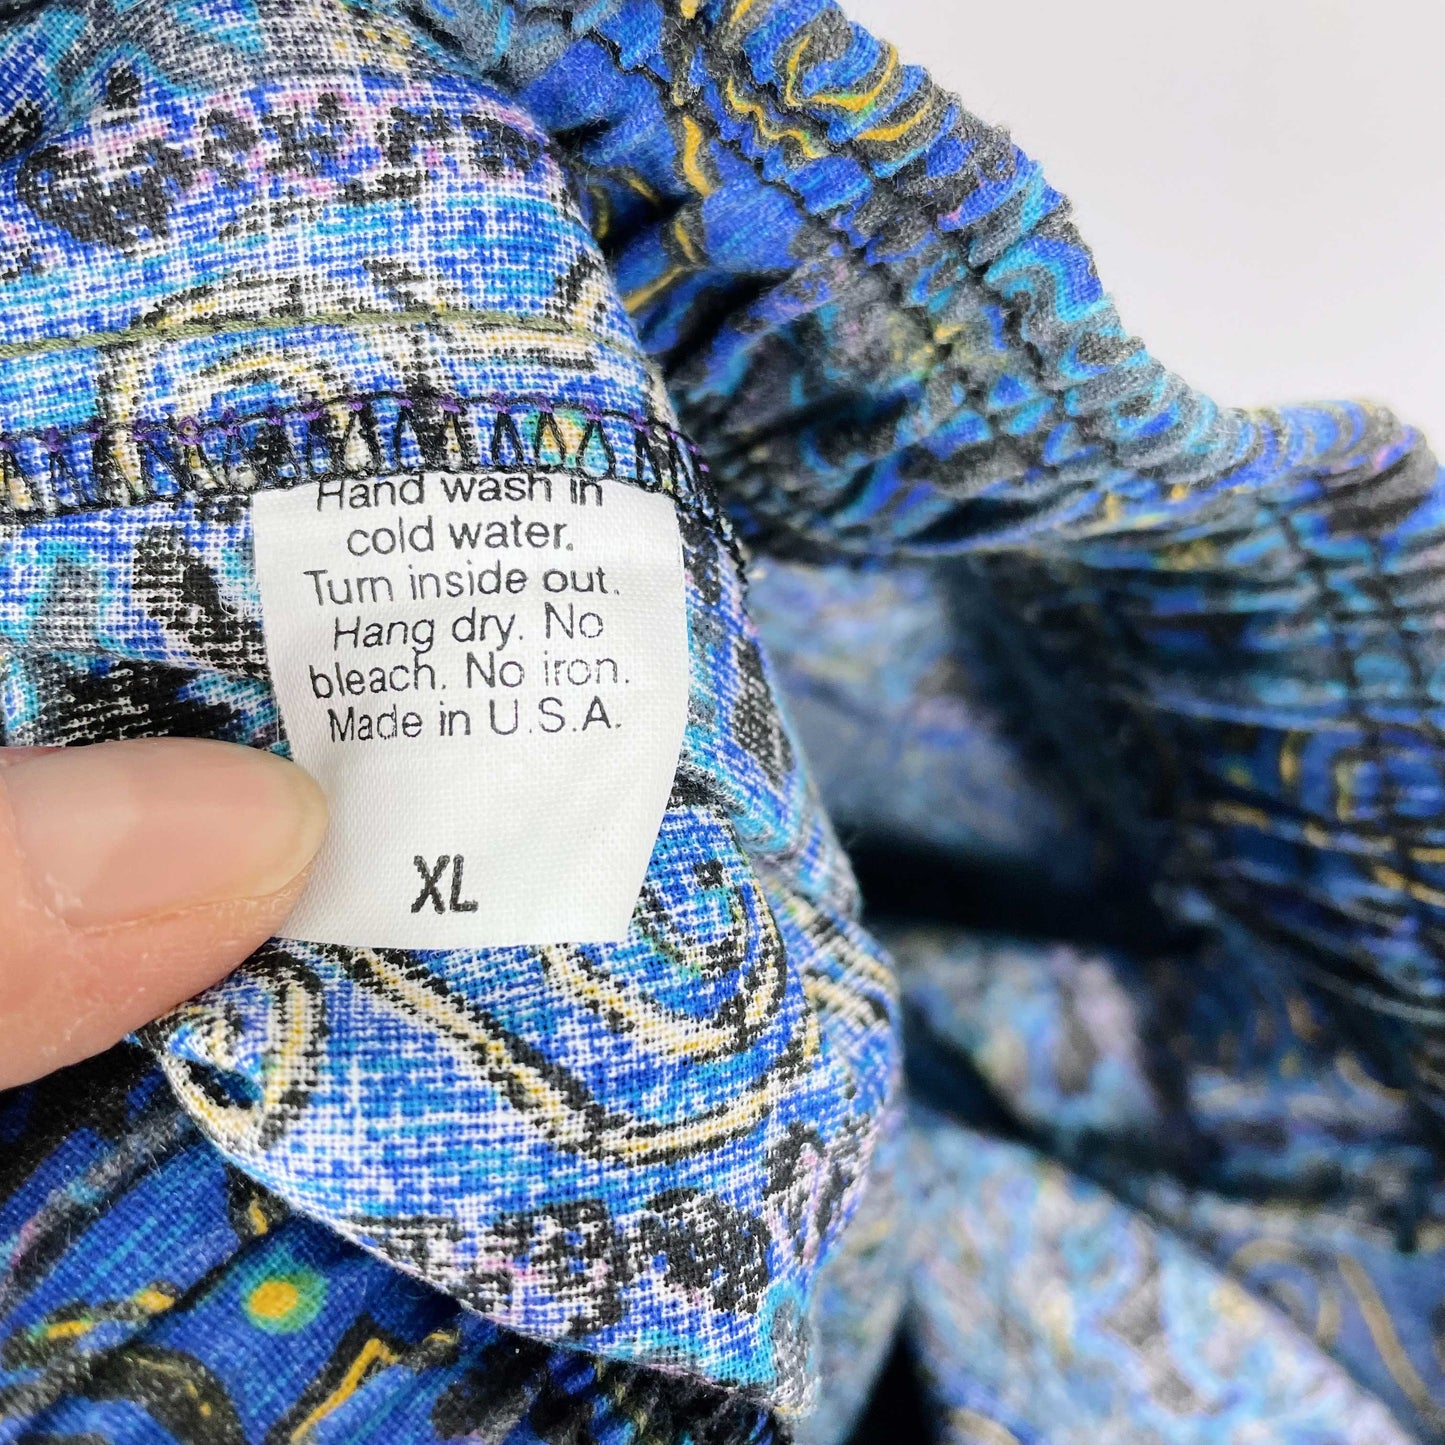 Hand wash in
cold water.
Turn inside out.
Hang dry. No
bleach. No iron.
Made in U.S.A.
XL